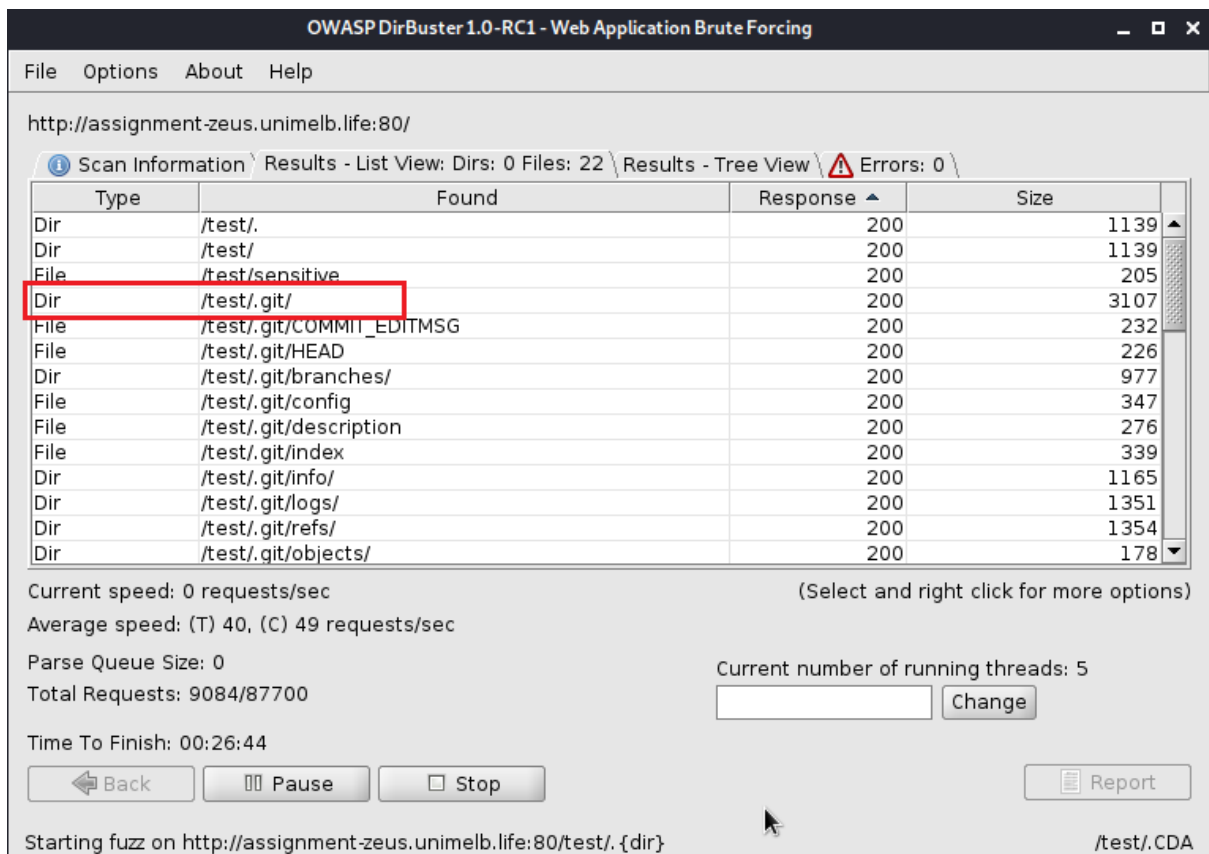 OWASP DirBuster 1.0-RC1 - Web Application Brute Forcing
File Options About Help
http://assignment-zeus.unimelb.life:80/
Scan Information Results - List View: Dirs: 0 Files: 22 Results - Tree View Errors: 0
Type Found Response Size
Dir /test/. 200 1139
Dir /test/ 200 1139
File /test/sensitive 200 205
Dir /test/.git/ 200 3107
File /test/.git/COMMIT_EDITMSG 200 232
File /test/.git/HEAD 200 226
Dir /test/.git/branches/ 200 977
File /test/.git/config 200 347
File /test/.git/description 200 276
File /test/.git/index 200 339
Dir /test/.git/info/ 200 1165
Dir /test/.git/logs/ 200 1351
Dir /test/.git/refs/ 200 1354
Dir /test/.git/objects/ 200 178
Current speed: 0 requests/sec (Select and right click for more options)
Average speed: (T) 40, (C) 49 requests/sec
Parse Queue Size: 0 Current number of running threads: 5
Total Requests: 9084/87700 Change
Time To Finish: 00:26:44
Back Pause Stop Report
Starting fuzz on http://assignment-zeus.unimelb.life:80/test/.{dir} /test/.CDA